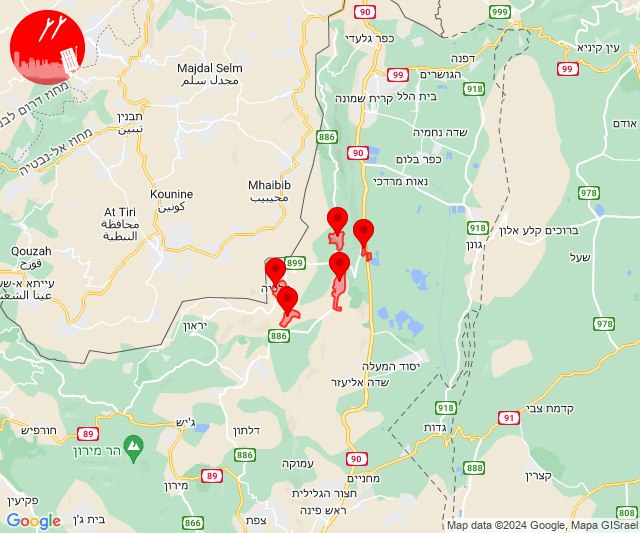 90
999
כפר גלעדי
עין קיניא
דפנה
הגושרים
99
99
Majdal Selm
مجدل سلم
918
קרית שמונה
בית הלל
מחוז דרום לבנון
תבנין
تبنين
886
שדה נחמיה
אודם
מחוז אל-נבטיה
90
כפר בלום
נאות מרדכי
Mhaibib
محيبيب
Kounine
كونين
978
At Tiri
محافظة
النبطية
918
גונן
ברוכים קלע אלון
Qouzah
قوزح
שעל
899
عيتا الشعب
יראון
886
978
יסוד המעלה
שדה אליעזר
918
91
קדמת צבי
חורפיש
89
ג'יש
דלתון
גדות
הר מירון
886
עמוקה
90
מחניים
888
קצרין
89
מירון
חצור הגלילית
ראש פינה
פקיעין
866
צפת
808
אניעם
Google
בית ג'ן
Map data ©2024 Google, Mapa GISrael